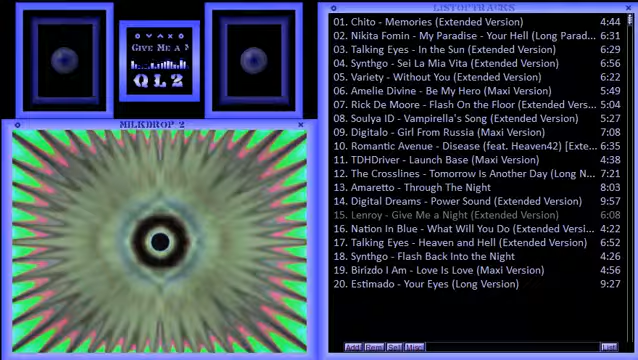 GIVE ME A ?
QL2
MILKDROP 2
LIST OF TRACKS
01. Chito - Memories (Extended Version) 4:44
02. Nikita Fomin - My Paradise - Your Hell (Long Parad... 6:31
03. Talking Eyes - In the Sun (Extended Version) 6:29
04. Synthgo - Sei La Mia Vita (Extended Version) 6:56
05. Variety - Without You (Extended Version) 6:22
06. Amelie Divine - Be My Hero (Maxi Version) 5:49
07. Rick De Moore - Flash On the Floor (Extended Vers... 5:04
08. Soulya ID - Vampirella's Song (Extended Version) 5:27
09. Digitalo - Girl From Russia (Maxi Version) 7:08
10. Romantic Avenue - Disease (feat. Heaven42) [Exte... 6:35
11. TDHDriver - Launch Base (Maxi Version) 4:38
12. The Crosslines - Tomorrow Is Another Day (Long N... 7:21
13. Amaretto - Through The Night 8:03
14. Digital Dreams - Power Sound (Extended Version) 9:57
15. Lenroy - Give Me a Night (Extended Version) 6:08
16. Nation In Blue - What Will You Do (Extended Versi... 4:22
17. Talking Eyes - Heaven and Hell (Extended Version) 6:52
18. Synthgo - Flash Back Into the Night 4:26
19. Birizdo I Am - Love Is Love (Maxi Version) 4:56
20. Estimado - Your Eyes (Long Version) 9:27
Add Rem Sel Misc List